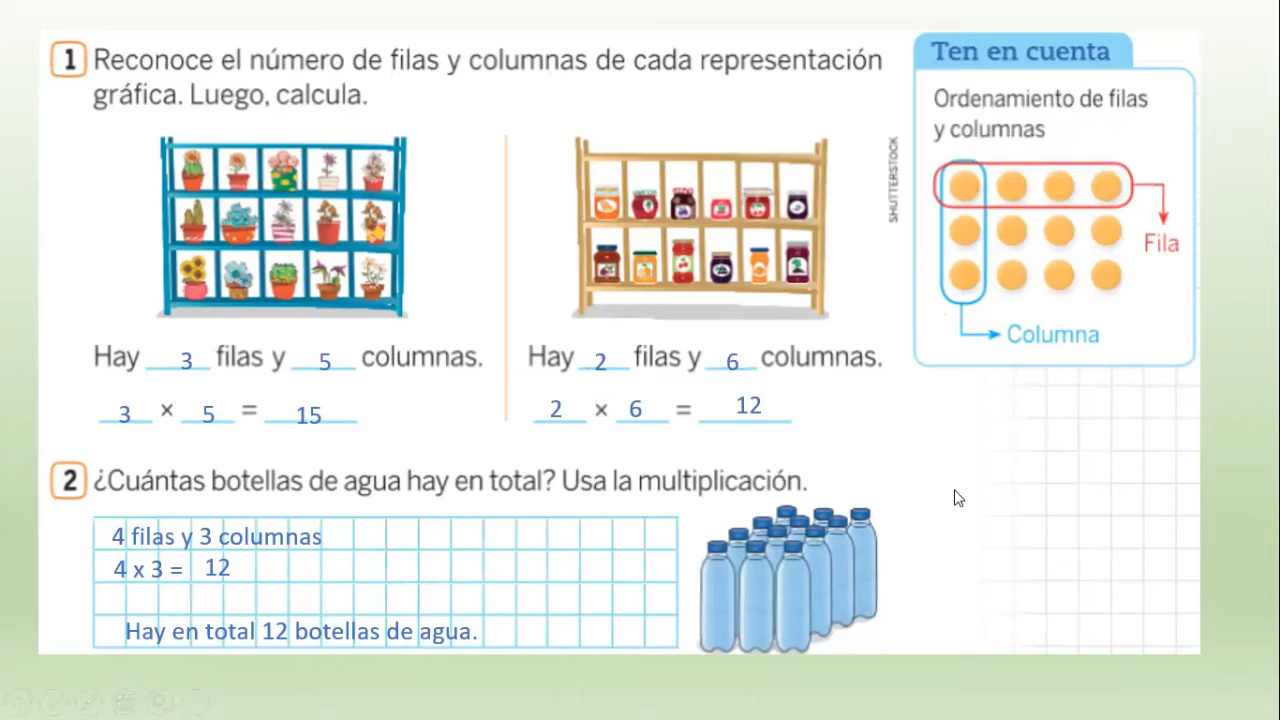 1 Reconoce el número de filas y columnas de cada representación
gráfica. Luego, calcula.
SHUTTERSTOCK
Hay 3 filas y 5 columnas.
3 × 5 = 15
Hay 2 filas y 6 columnas.
2 × 6 = 12
Ten en cuenta
Ordenamiento de filas
y columnas
Fila
Columna
2 ¿Cuántas botellas de agua hay en total? Usa la multiplicación.
4 filas y 3 columnas
4 x 3 = 12
Hay en total 12 botellas de agua.